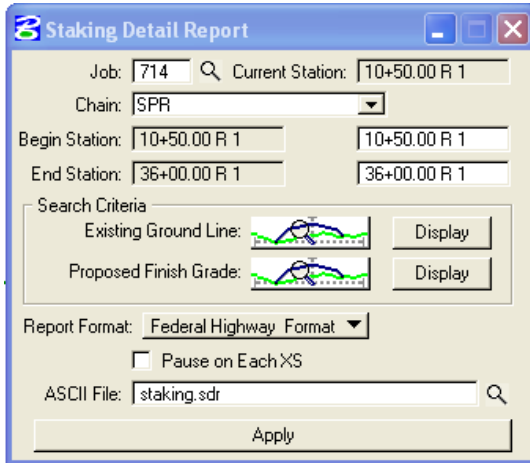 Staking Detail Report
Job: 714 Current Station: 10+50.00 R 1
Chain: SPR
Begin Station: 10+50.00 R 1 10+50.00 R 1
End Station: 36+00.00 R 1 36+00.00 R 1
Search Criteria
Existing Ground Line: Display
Proposed Finish Grade: Display
Report Format: Federal Highway Format
Pause on Each XS
ASCII File: staking.sdr
Apply